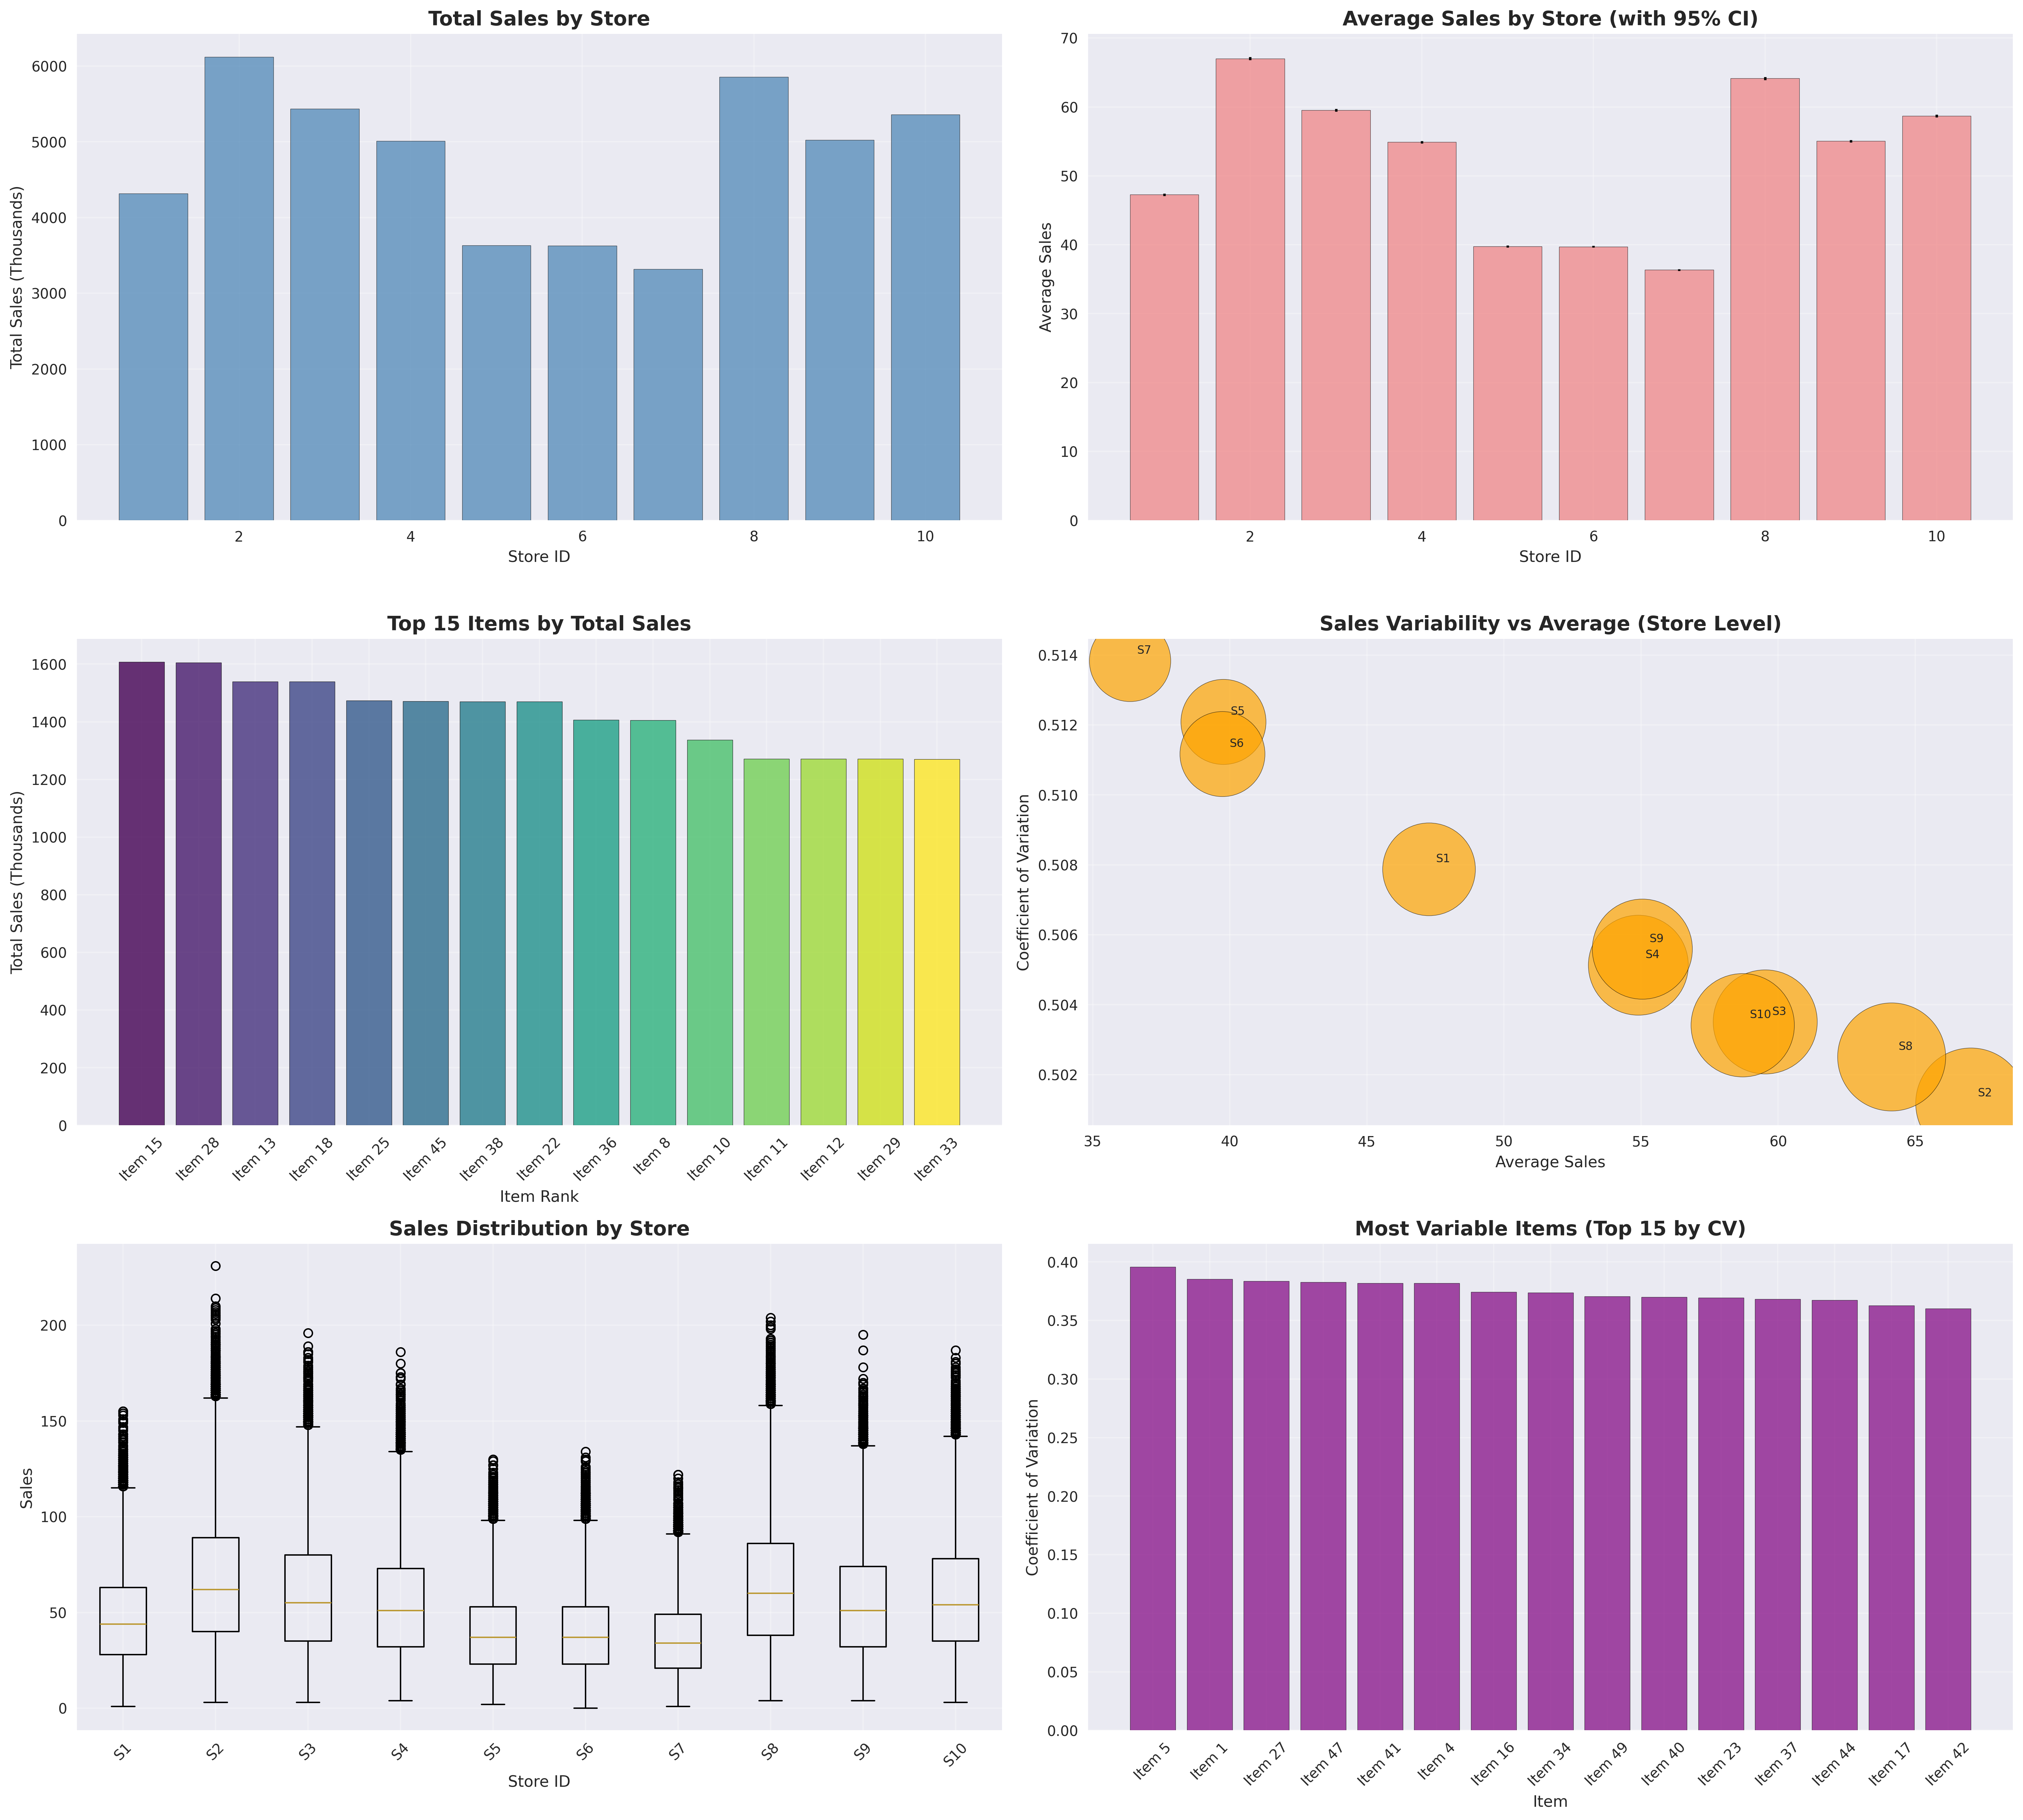 Total Sales by Store
Total Sales (Thousands)
6000
5000
4000
3000
2000
1000
0
2 4 6 8 10
Store ID
Average Sales by Store (with 95% CI)
Average Sales
70
60
50
40
30
20
10
0
2 4 6 8 10
Store ID
Top 15 Items by Total Sales
Total Sales (Thousands)
1600
1400
1200
1000
800
600
400
200
0
Item 15 Item 28 Item 13 Item 18 Item 25 Item 45 Item 38 Item 22 Item 36 Item 8 Item 10 Item 11 Item 12 Item 29 Item 33
Item Rank
Sales Variability vs Average (Store Level)
Coefficient of Variation
0.514
0.512
0.510
0.508
0.506
0.504
0.502
S7
S5
S6
S1
S9
S4
S10 S3
S8
S2
35 40 45 50 55 60 65
Average Sales
Sales Distribution by Store
Sales
200
150
100
50
0
S1 S2 S3 S4 S5 S6 S7 S8 S9 S10
Store ID
Most Variable Items (Top 15 by CV)
Coefficient of Variation
0.40
0.35
0.30
0.25
0.20
0.15
0.10
0.05
0.00
Item 5 Item 1 Item 27 Item 47 Item 41 Item 4 Item 16 Item 34 Item 49 Item 40 Item 23 Item 37 Item 44 Item 17 Item 42
Item